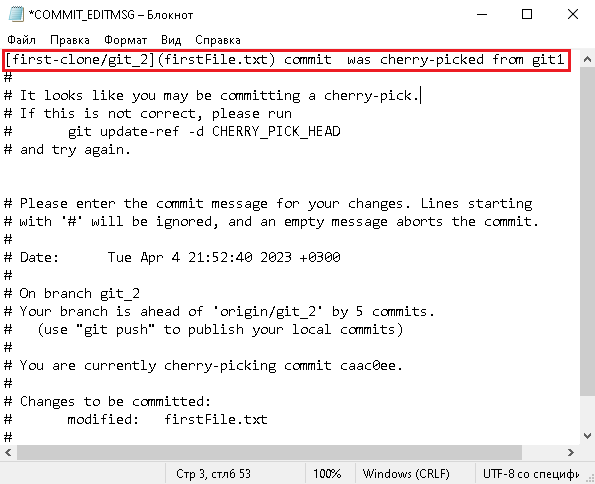 *COMMIT_EDITMSG – Блокнот
Файл Правка Формат Вид Справка
[first-clone/git_2](firstFile.txt) commit  was cherry-picked from git1
#
# It looks like you may be committing a cherry-pick.
# If this is not correct, please run
#       git update-ref -d CHERRY_PICK_HEAD
# and try again.
# Please enter the commit message for your changes. Lines starting
# with '#' will be ignored, and an empty message aborts the commit.
#
# Date:      Tue Apr 4 21:52:40 2023 +0300
#
# On branch git_2
# Your branch is ahead of 'origin/git_2' by 5 commits.
#   (use "git push" to publish your local commits)
#
# You are currently cherry-picking commit caac0ee.
#
# Changes to be committed:
#       modified:   firstFile.txt
#
Стр 3, стлб 53 100% Windows (CRLF) UTF-8 со специфи